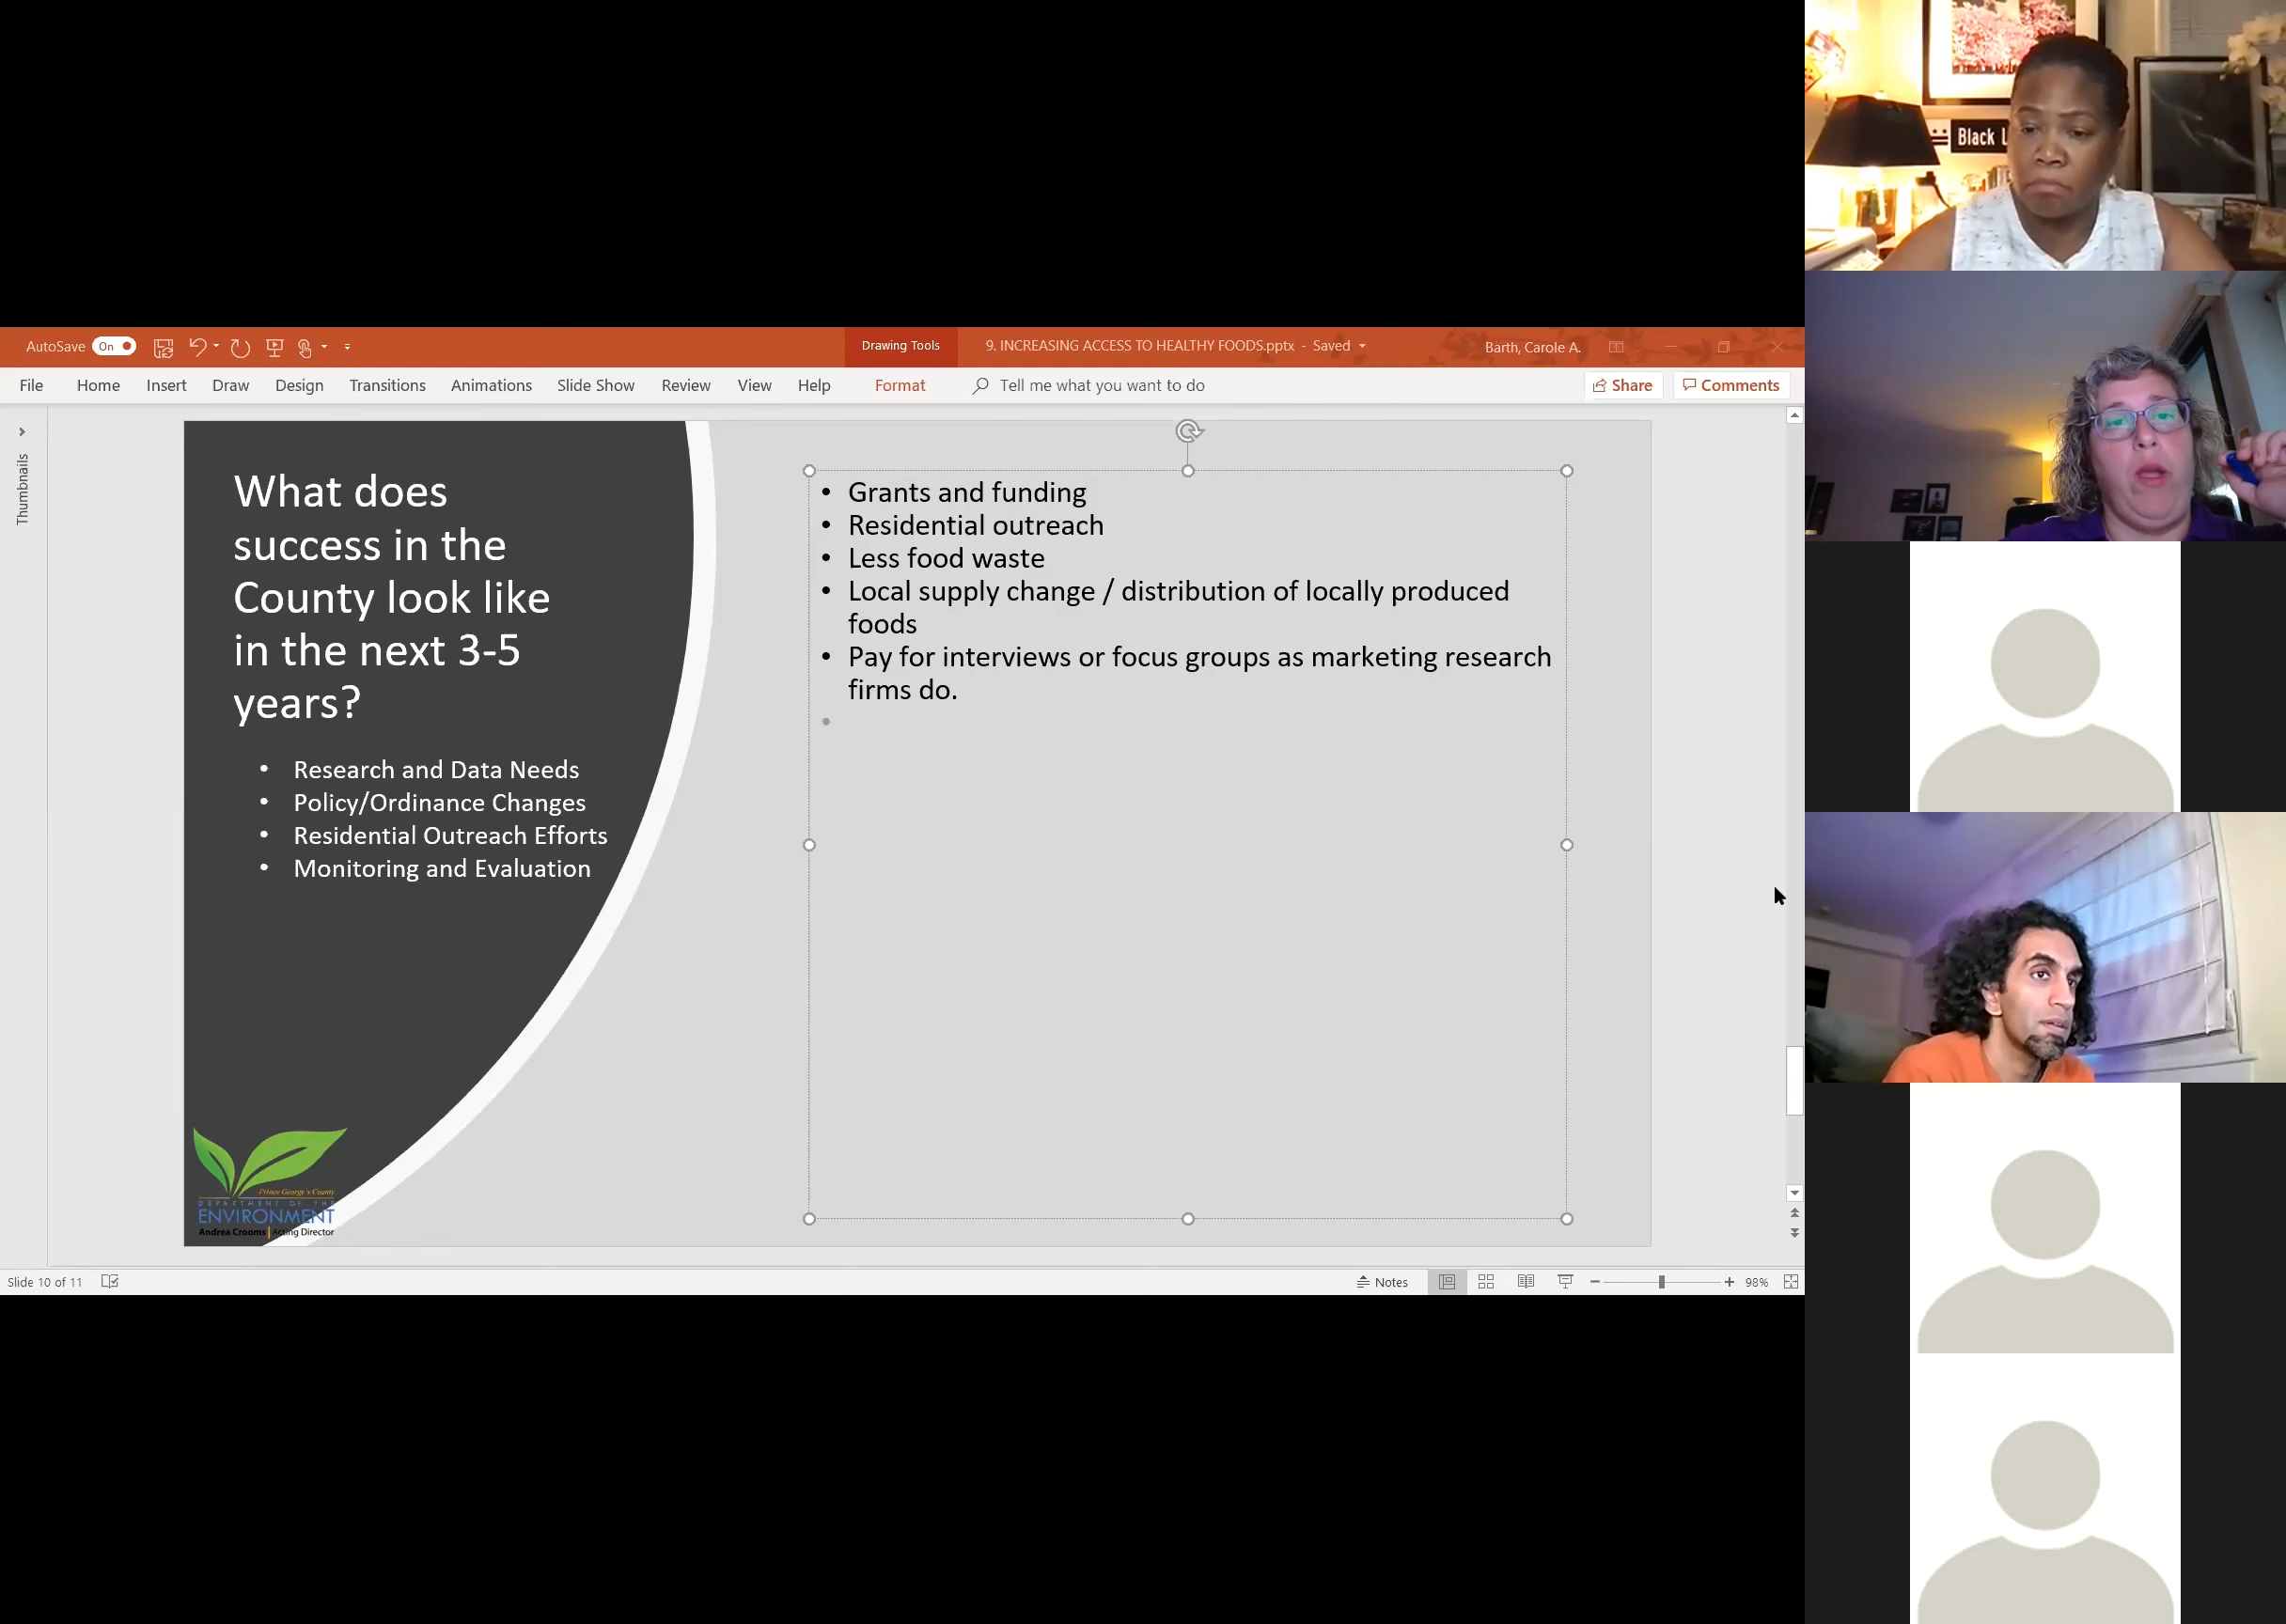 Black L
AutoSave On
Drawing Tools
9. INCREASING ACCESS TO HEALTHY FOODS.pptx - Saved
Barth, Carole A.
File Home Insert Draw Design Transitions Animations Slide Show Review View Help Format Tell me what you want to do Share Comments
Thumbnails
What does
success in the
County look like
in the next 3-5
years?
• Research and Data Needs
• Policy/Ordinance Changes
• Residential Outreach Efforts
• Monitoring and Evaluation
• Grants and funding
• Residential outreach
• Less food waste
• Local supply change / distribution of locally produced
foods
• Pay for interviews or focus groups as marketing research
firms do.
Prince George's County
DEPARTMENT OF THE
ENVIRONMENT
Andrea Crooms | Acting Director
Slide 10 of 11
Notes
98%